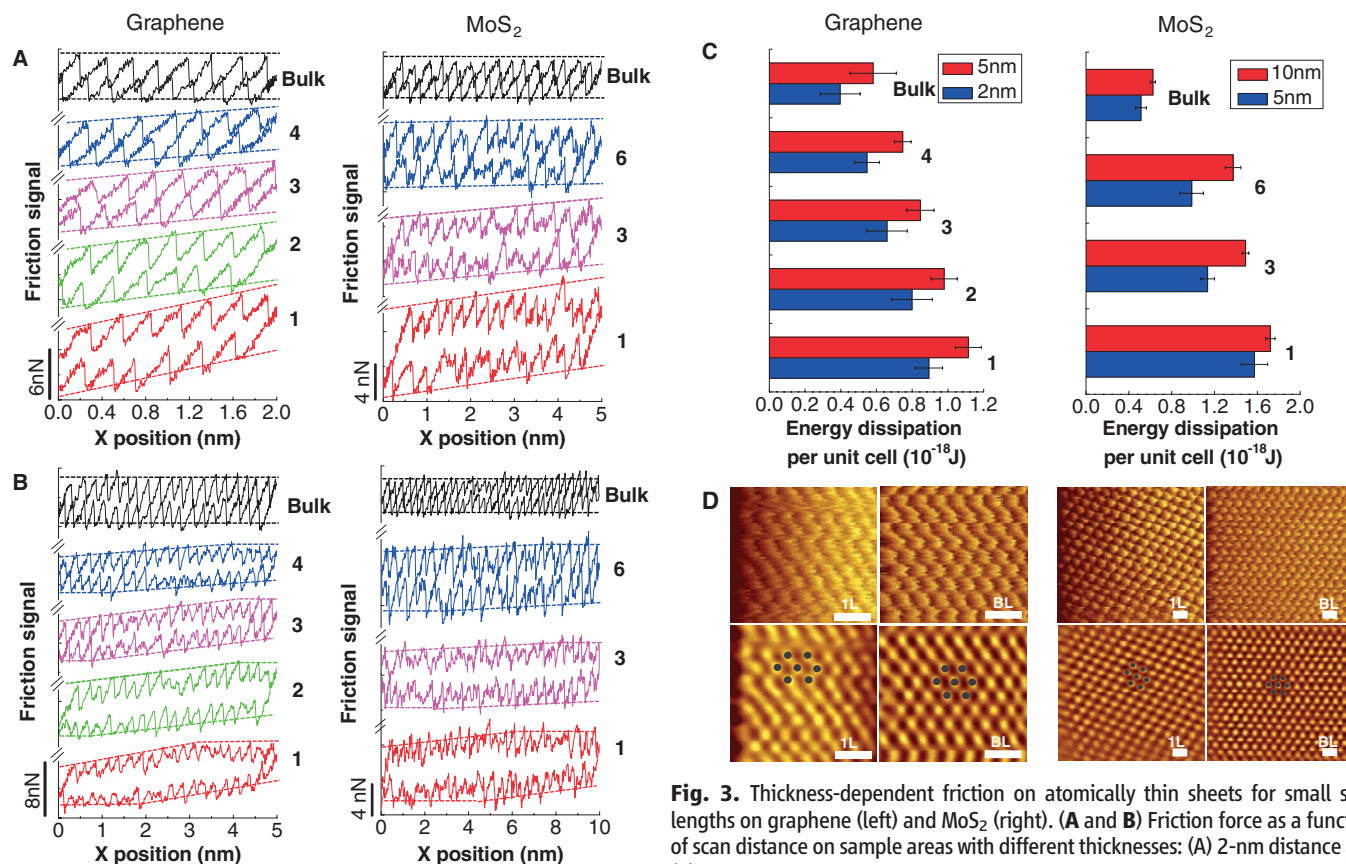 Graphene
MoS2
A
Friction signal
Bulk
4
3
2
1
6nN
0.0 0.4 0.8 1.2 1.6 2.0
X position (nm)
Friction signal
Bulk
6
3
1
4 nN
0 1 2 3 4 5
X position (nm)
B
Friction signal
Bulk
4
3
2
1
8nN
0 1 2 3 4 5
X position (nm)
Friction signal
Bulk
6
3
1
4 nN
0 2 4 6 8 10
X position (nm)
C
Graphene
MoS2
5nm
2nm
Bulk
4
3
2
1
0.0 0.2 0.4 0.6 0.8 1.0 1.2
Energy dissipation
per unit cell (10-18J)
10nm
5nm
Bulk
6
3
1
0.0 0.4 0.8 1.2 1.6 2.0
Energy dissipation
per unit cell (10-18J)
D
1L
BL
1L
BL
1L
BL
1L
BL
Fig. 3. Thickness-dependent friction on atomically thin sheets for small s
lengths on graphene (left) and MoS2 (right). (A and B) Friction force as a funct
of scan distance on sample areas with different thicknesses: (A) 2-nm distance